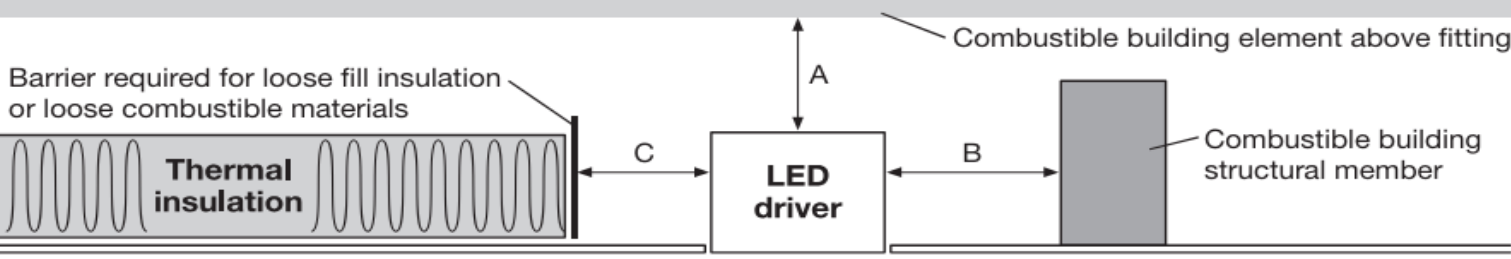 Combustible building element above fitting
Barrier required for loose fill insulation
or loose combustible materials
A
Thermal
insulation
C
LED
driver
B
Combustible building
structural member